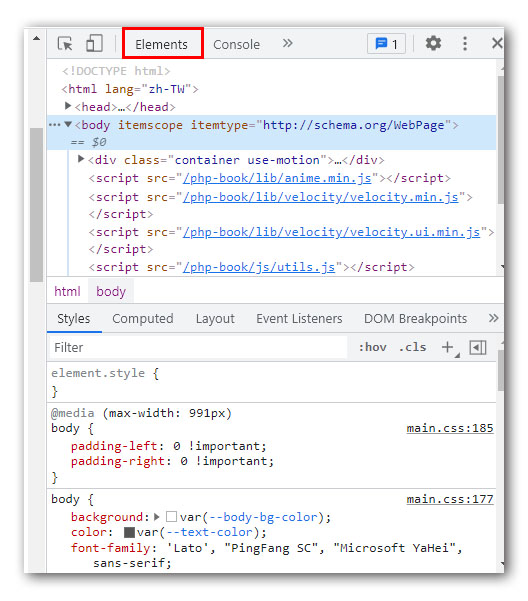 Elements Console » 1
<!DOCTYPE html>
<html lang="zh-TW">
<head>…</head>
<body itemscope itemtype="http://schema.org/WebPage">
== $0
<div class="container use-motion">…</div>
<script src="/php-book/lib/anime.min.js"></script>
<script src="/php-book/lib/velocity/velocity.min.js">
</script>
<script src="/php-book/lib/velocity/velocity.ui.min.js">
</script>
<script src="/php-book/js/utils.js"></script>
html body
Styles Computed Layout Event Listeners DOM Breakpoints »
Filter :hov .cls +
element.style {
}
@media (max-width: 991px)
body { main.css:185
padding-left: 0 !important;
padding-right: 0 !important;
}
body { main.css:177
background: var(--body-bg-color);
color: var(--text-color);
font-family: 'Lato', "PingFang SC", "Microsoft YaHei",
sans-serif;